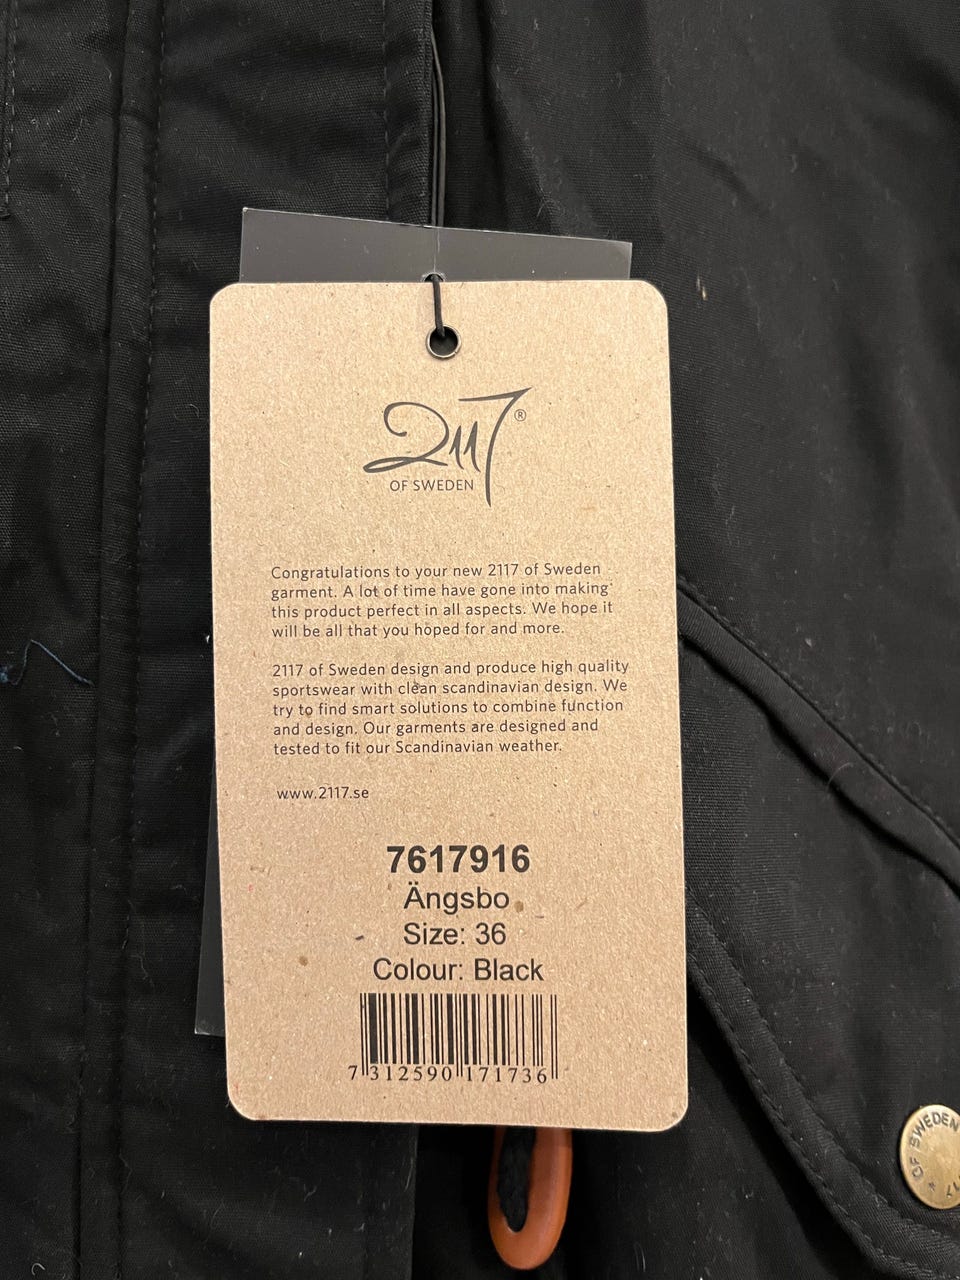 2117®
OF SWEDEN
Congratulations to your new 2117 of Sweden
garment. A lot of time have gone into making
this product perfect in all aspects. We hope it
will be all that you hoped for and more.
2117 of Sweden design and produce high quality
sportswear with clean scandinavian design. We
try to find smart solutions to combine function
and design. Our garments are designed and
tested to fit our Scandinavian weather.
www.2117.se
7617916
Ängsbo
Size: 36
Colour: Black
7 312590 171736
OF SWEDEN